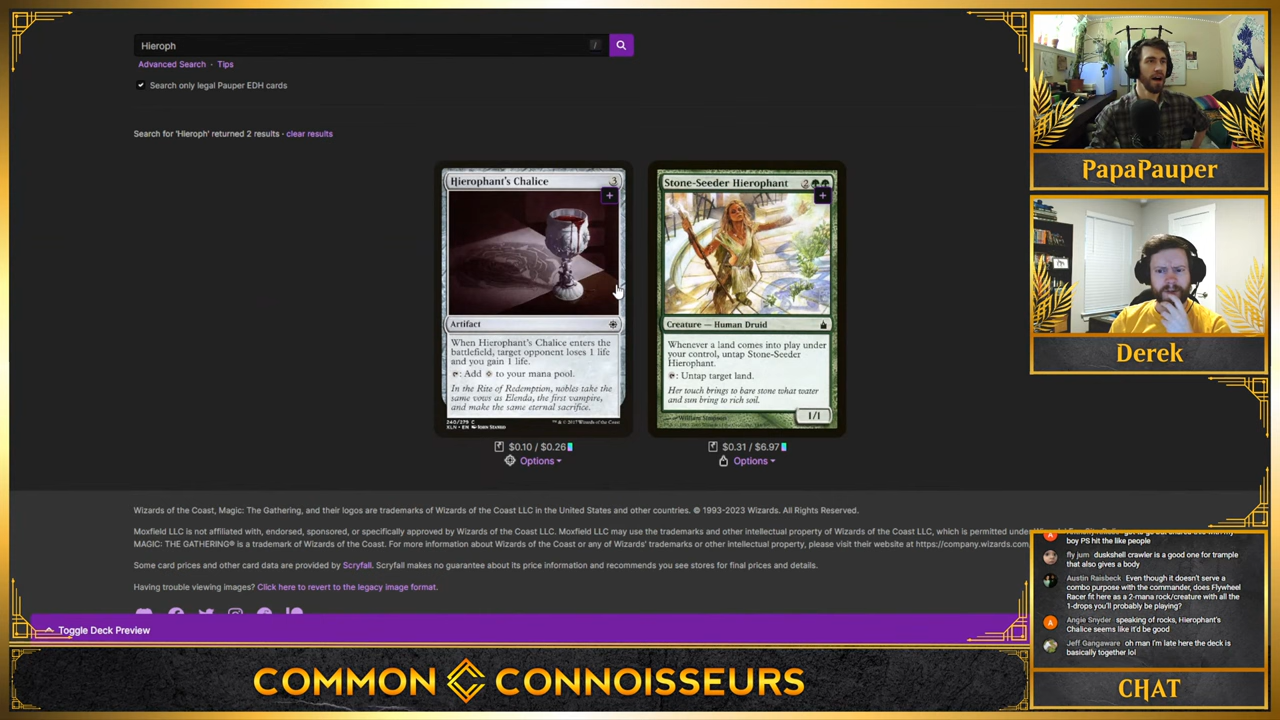 Hieroph
/
Advanced Search · Tips
Search only legal Pauper EDH cards
Search for 'Hieroph' returned 2 results · clear results
Hierophant's Chalice 3
+
Artifact
When Hierophant's Chalice enters the
battlefield, target opponent loses 1 life
and you gain 1 life.
: Add to your mana pool.
In the Rite of Redemption, nobles take the
same vows as Elenda, the first vampire,
and make the same eternal sacrifice.
240/279 C
XLN • EN
$0.10 / $0.26
Options
Stone-Seeder Hierophant 2
+
Creature — Human Druid
Whenever a land comes into play under
your control, untap Stone-Seeder
Hierophant.
: Untap target land.
Her touch brings to bare stone what water
and sun bring to rich soil.
1/1
$0.31 / $6.97
Options
Wizards of the Coast, Magic: The Gathering, and their logos are trademarks of Wizards of the Coast LLC in the United States and other countries. © 1993-2023 Wizards. All Rights Reserved.
Moxfield LLC is not affiliated with, endorsed, sponsored, or specifically approved by Wizards of the Coast LLC. Moxfield LLC may use the trademarks and other intellectual property of Wizards of the Coast LLC, which is permitted under
MAGIC: THE GATHERING® is a trademark of Wizards of the Coast. For more information about Wizards of the Coast or any of Wizards' trademarks or other intellectual property, please visit their website at https://company.wizards.com
Some card prices and other card data are provided by Scryfall. Scryfall makes no guarantee about its price information and recommends you see stores for final prices and details.
Having trouble viewing images? Click here to revert to the legacy image format.
Toggle Deck Preview
COMMON CONNOISSEURS
PapaPauper
Derek
boy PS hit the like people
fly jum duskshell crawler is a good one for trample
that also gives a body
Austin Raisbeck Even though it doesn't serve a
combo purpose with the commander, does Flywheel
Racer fit here as a 2-mana rock/creature with all the
1-drops you'll probably be playing?
Angie Snyder speaking of rocks, Hierophant's
Chalice seems like it'd be good
Jeff Gangaware oh man I'm late here the deck is
basically together lol
CHAT